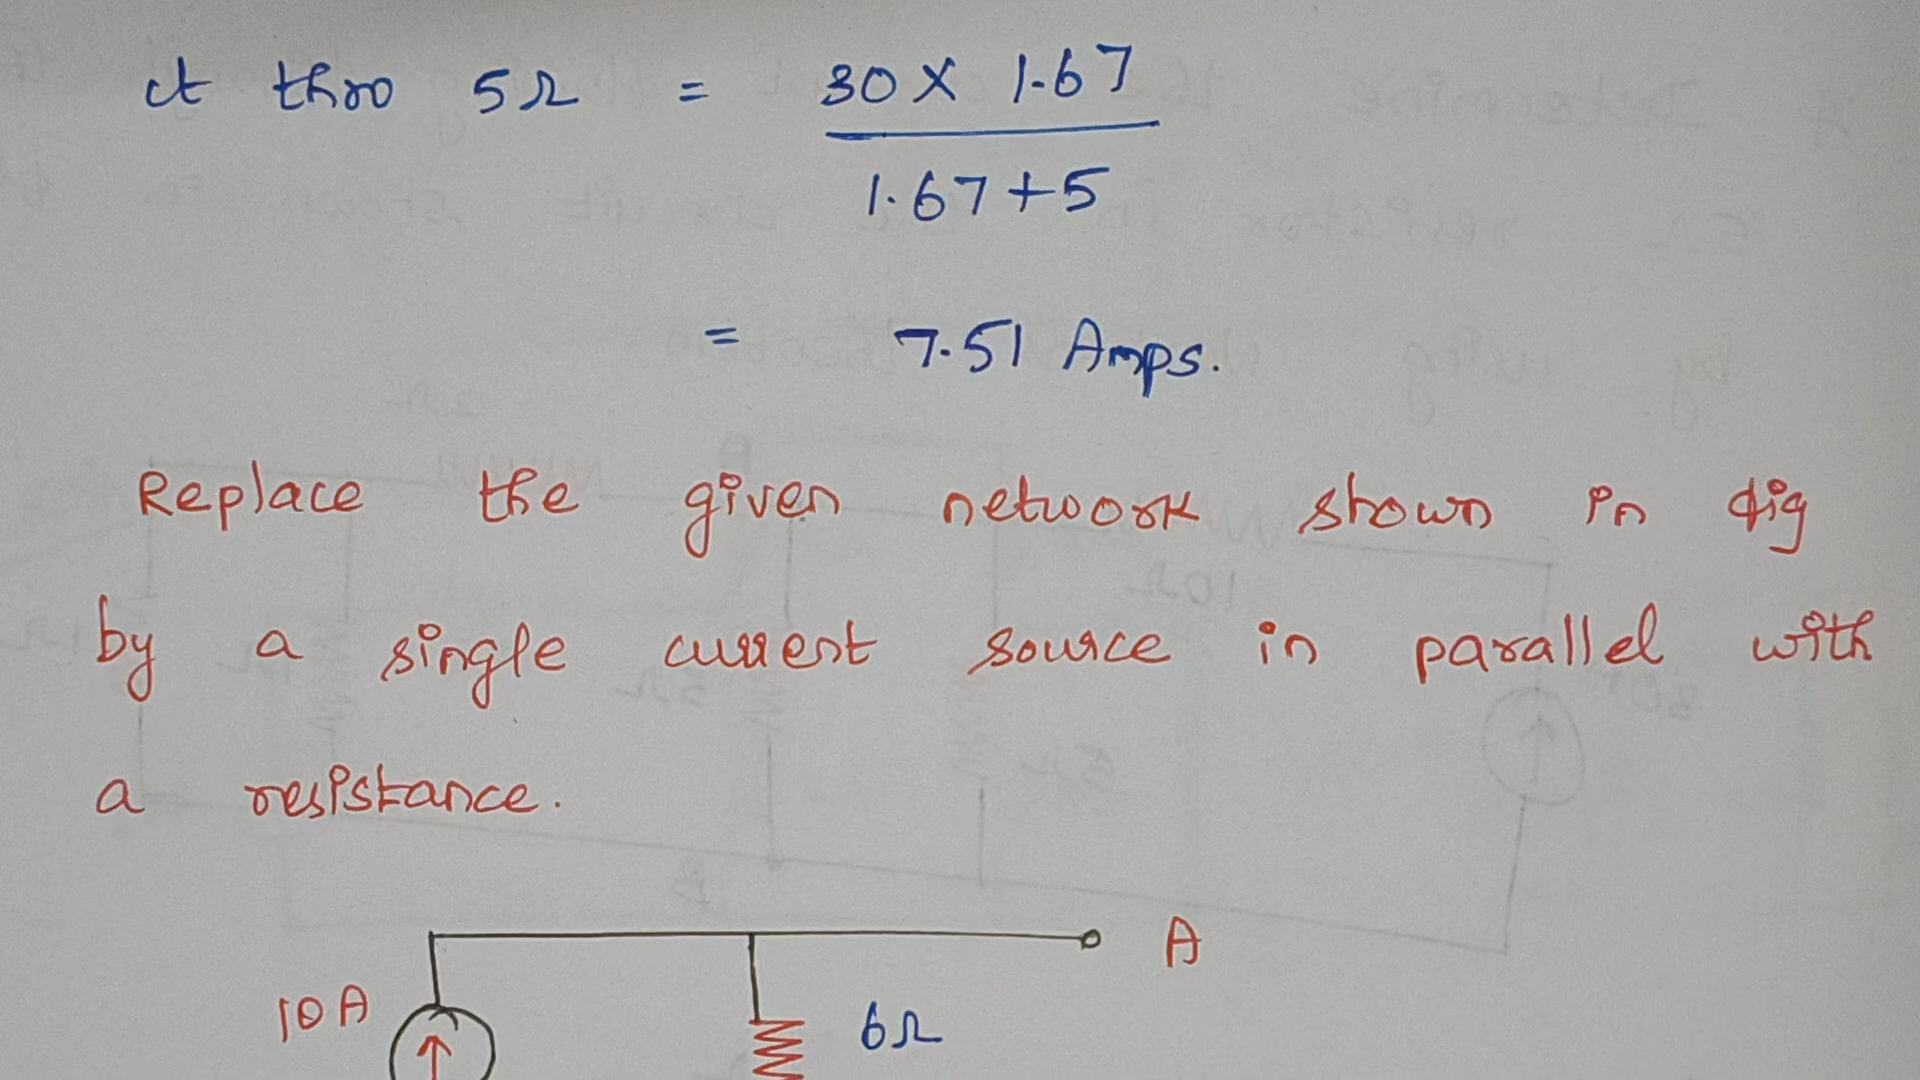 ct thro 5Ω = 30 X 1.67
1.67+5
= 7.51 Amps.
Replace the given network shown in fig
by a single current source in parallel with
a resistance.
A
10A
6Ω